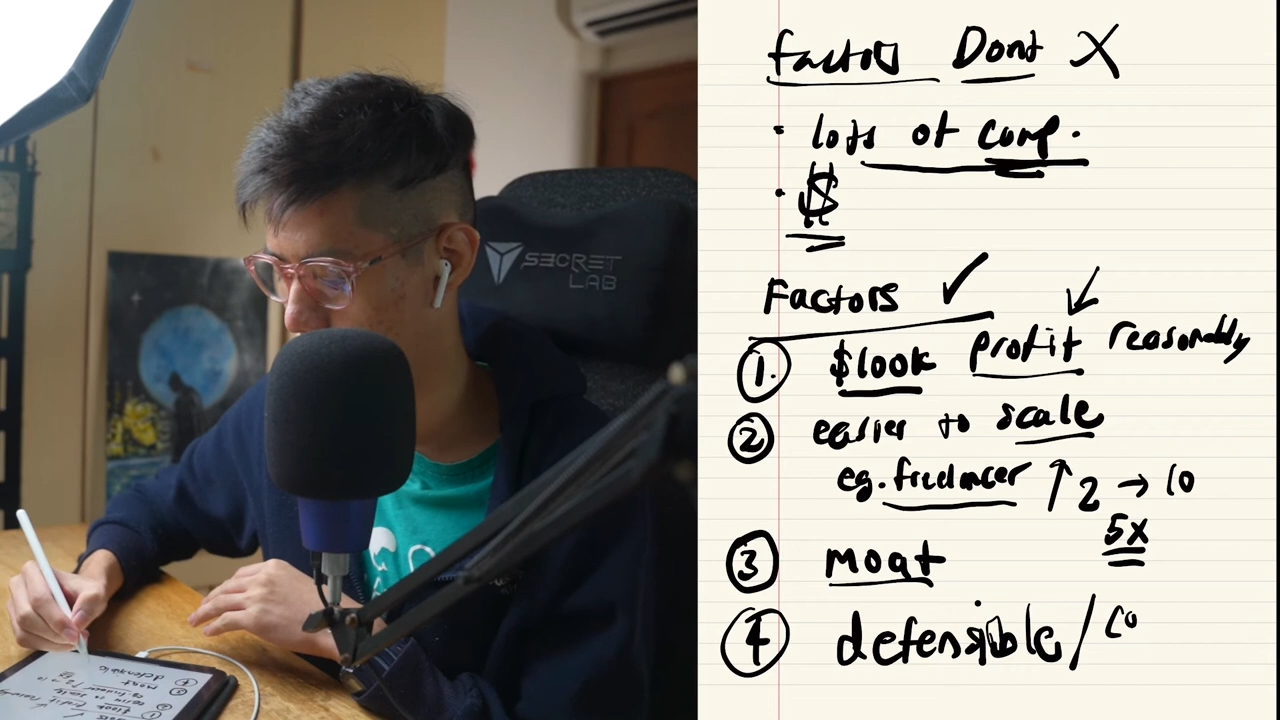 SECRET
LAB
factors Dont X
• lots of comp.
• $
Factors ✓
1. $100k profit reasonably
2 easier to scale
eg. freelancer ↑ 2 → 10
5x
3 moat
4 defensible / co